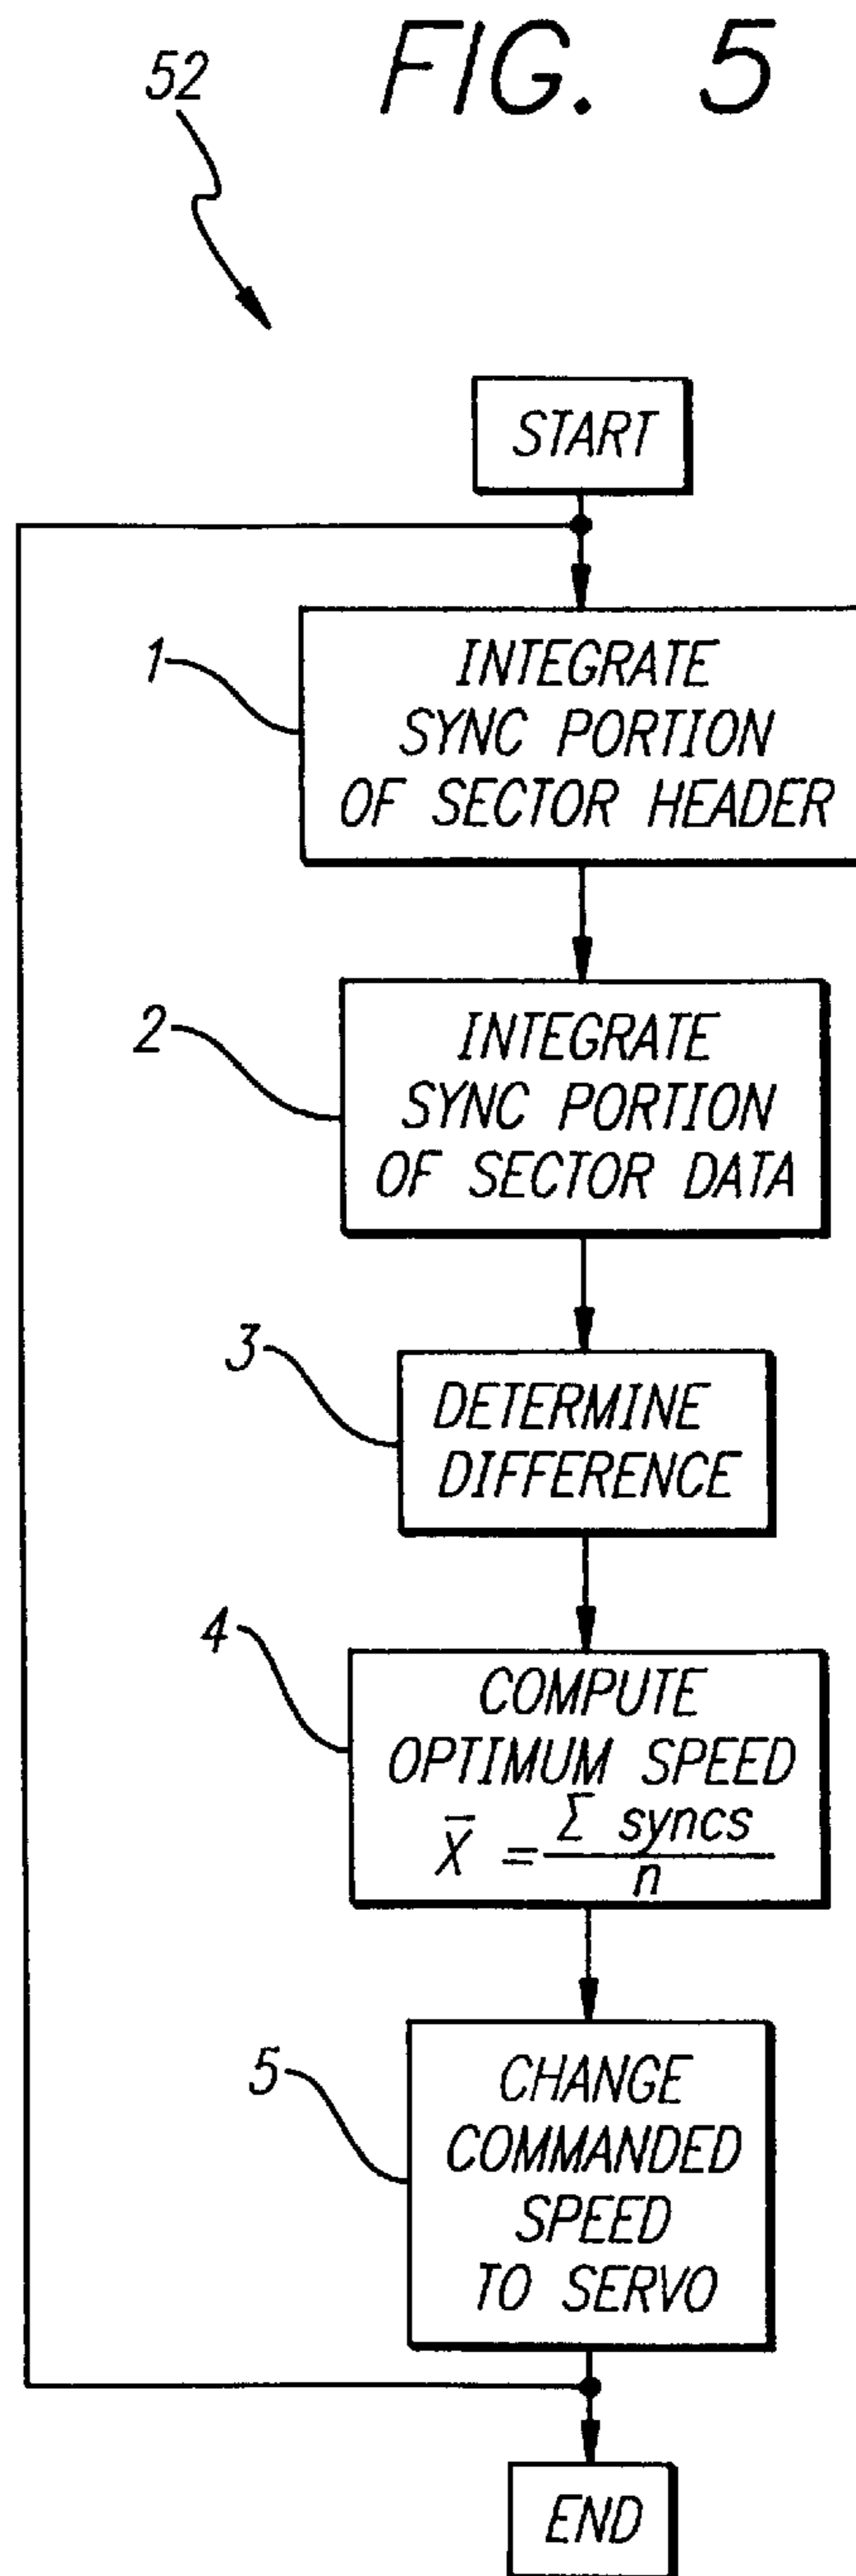 FIG. 5
52
START
1
INTEGRATE
SYNC PORTION
OF SECTOR HEADER
2
INTEGRATE
SYNC PORTION
OF SECTOR DATA
3
DETERMINE
DIFFERENCE
4
COMPUTE
OPTIMUM SPEED
X̄ = Σ syncs / n
5
CHANGE
COMMANDED
SPEED
TO SERVO
END